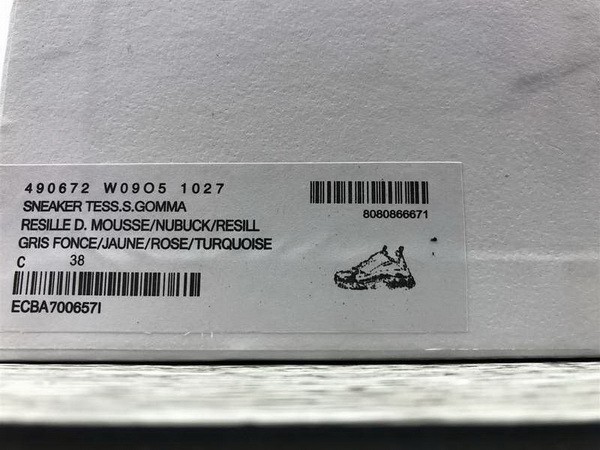 490672 W09O5 1027
SNEAKER TESS.S.GOMMA
RESILLE D. MOUSSE/NUBUCK/RESILL
GRIS FONCE/JAUNE/ROSE/TURQUOISE
C 38
ECBA700657I
8080866671